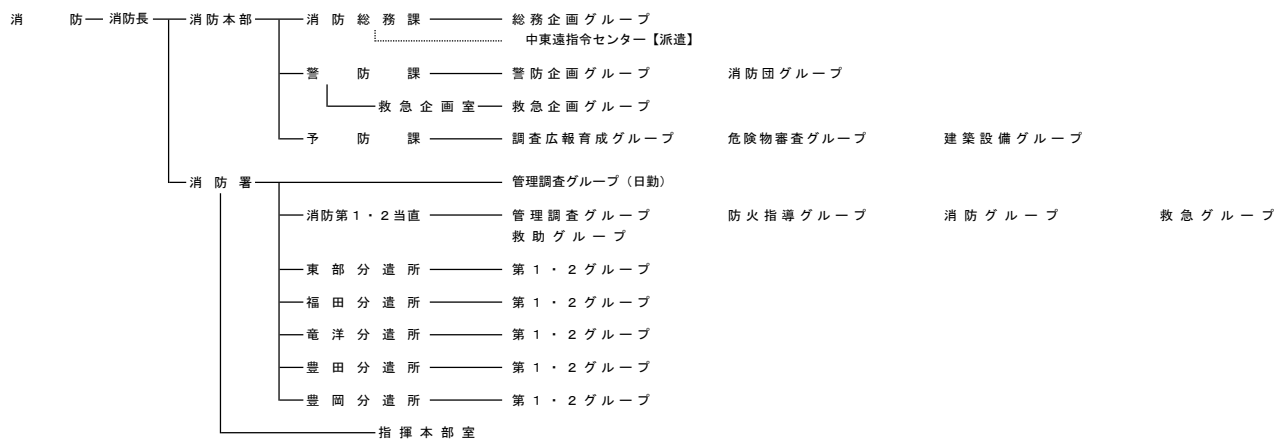 消防 消防長 消防本部 消防総務課 総務企画グループ
中東遠指令センター【派遣】
警防課 警防企画グループ 消防団グループ
救急企画室 救急企画グループ
予防課 調査広報育成グループ 危険物審査グループ 建築設備グループ
消防署 管理調査グループ(日勤)
消防第1・2当直 管理調査グループ 防火指導グループ 消防グループ 救急グループ
救助グループ
東部分遣所 第1・2グループ
福田分遣所 第1・2グループ
竜洋分遣所 第1・2グループ
豊田分遣所 第1・2グループ
豊岡分遣所 第1・2グループ
指揮本部室